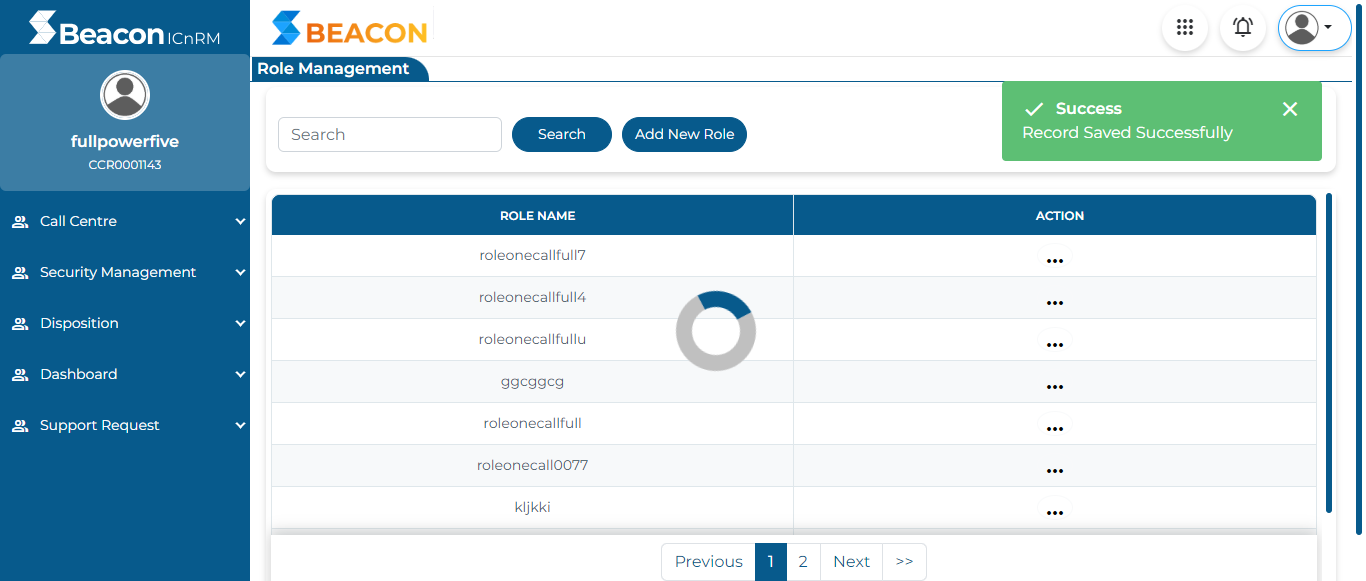 Beacon ICnRM
BEACON
fullpowerfive
CCR0001143
Call Centre
Security Management
Disposition
Dashboard
Support Request
Role Management
Search
Search
Add New Role
Success
Record Saved Successfully
ROLE NAME
ACTION
roleonecallfull7
roleonecallfull4
roleonecallfullu
ggcggcg
roleonecallfull
roleonecall0077
kljkki
Previous 1 2 Next >>